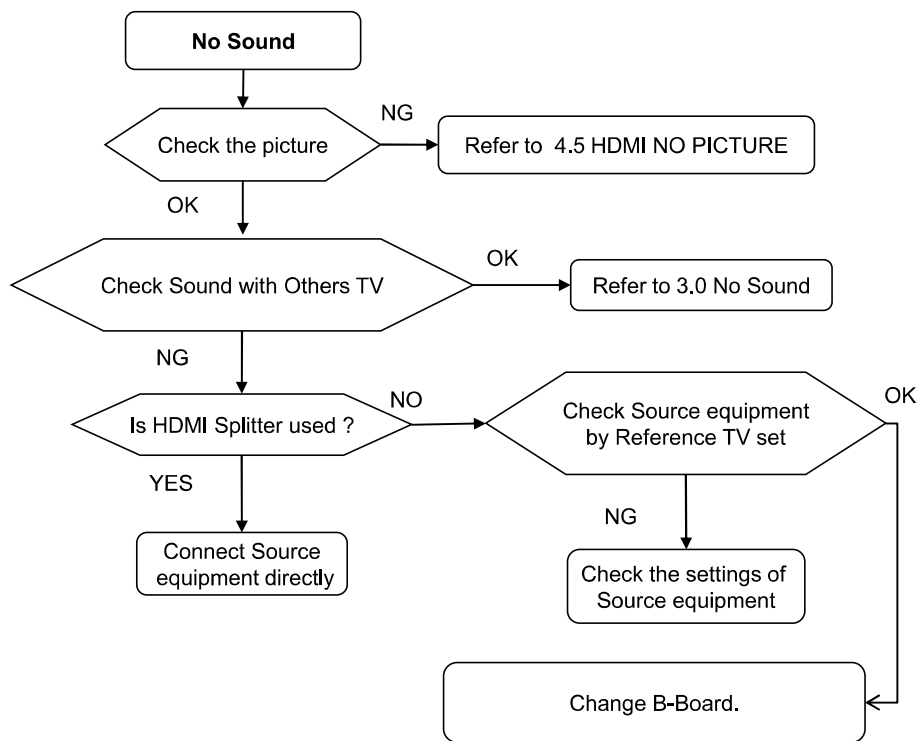 No Sound
Check the picture
NG
Refer to 4.5 HDMI NO PICTURE
OK
Check Sound with Others TV
OK
Refer to 3.0 No Sound
NG
Is HDMI Splitter used ?
NO
Check Source equipment
by Reference TV set
OK
YES
NG
Connect Source
equipment directly
Check the settings of
Source equipment
Change B-Board.